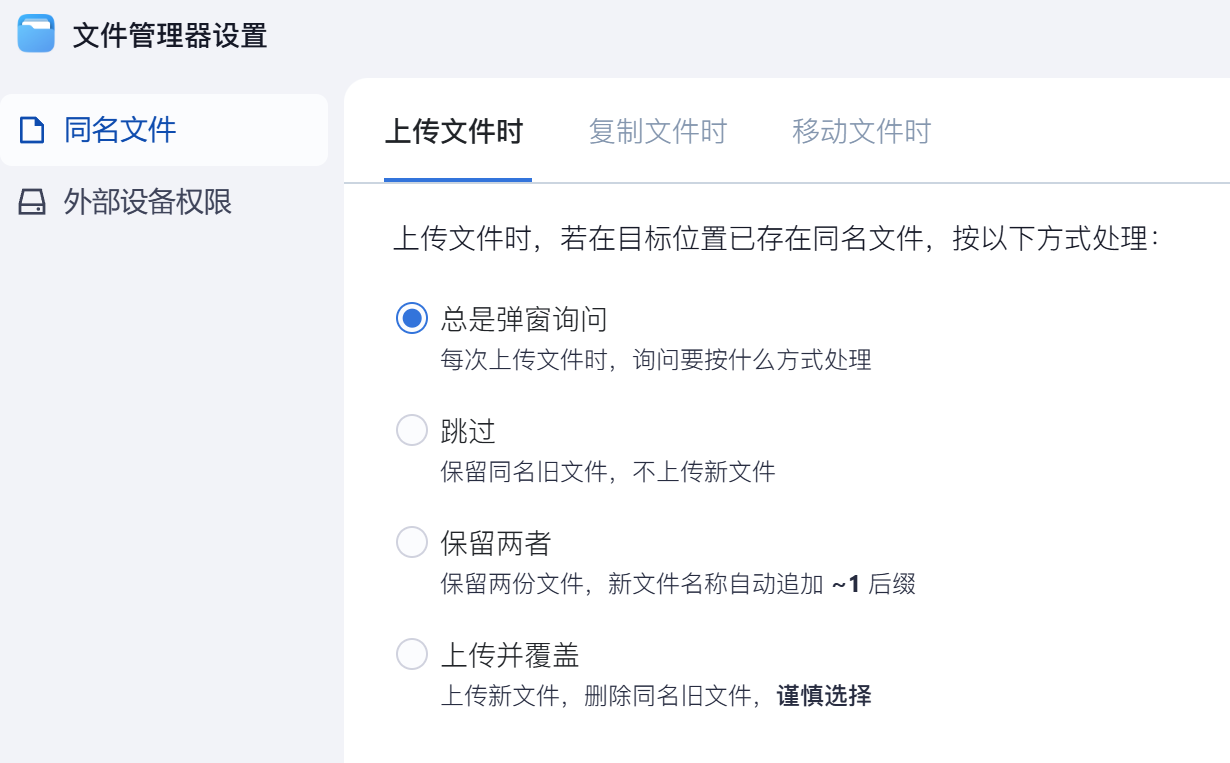 文件管理器设置
同名文件
外部设备权限
上传文件时 复制文件时 移动文件时
上传文件时，若在目标位置已存在同名文件，按以下方式处理：
总是弹窗询问
每次上传文件时，询问要按什么方式处理
跳过
保留同名旧文件，不上传新文件
保留两者
保留两份文件，新文件名称自动追加 ~1 后缀
上传并覆盖
上传新文件，删除同名旧文件，谨慎选择